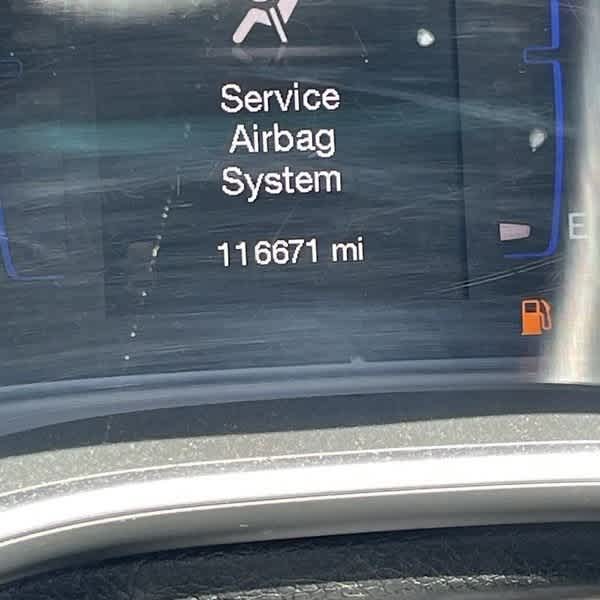 Service
Airbag
System
116671 mi
E